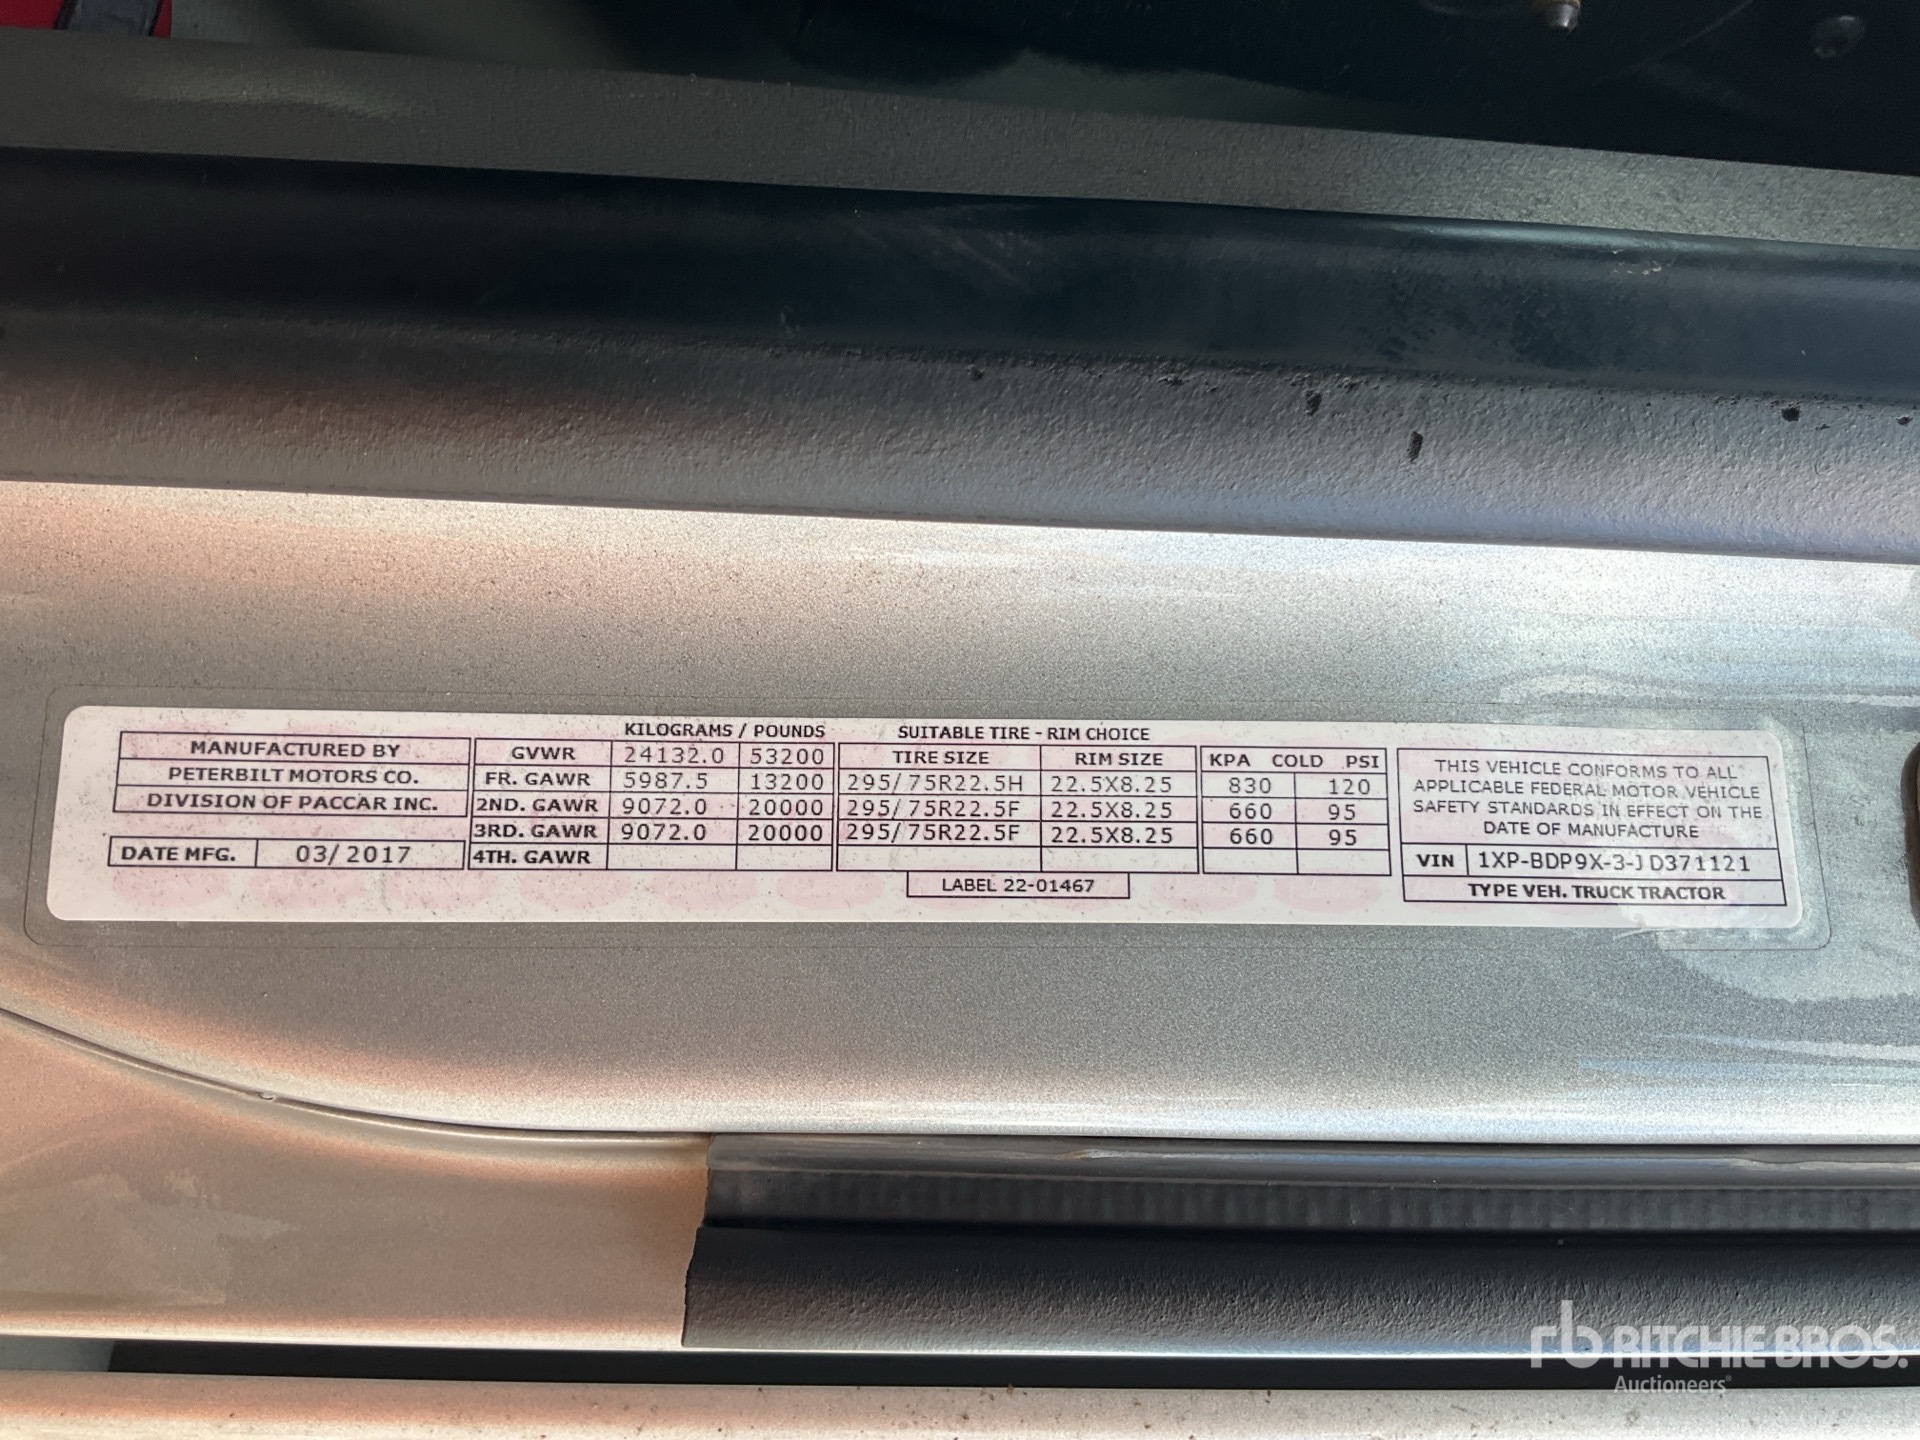 KILOGRAMS / POUNDS SUITABLE TIRE - RIM CHOICE
MANUFACTURED BY
PETERBILT MOTORS CO.
DIVISION OF PACCAR INC.
DATE MFG. 03/2017
GVWR 24132.0 53200 TIRE SIZE RIM SIZE KPA COLD PSI
FR. GAWR 5987.5 13200 295/75R22.5H 22.5X8.25 830 120
2ND. GAWR 9072.0 20000 295/75R22.5F 22.5X8.25 660 95
3RD. GAWR 9072.0 20000 295/75R22.5F 22.5X8.25 660 95
4TH. GAWR
LABEL 22-01467
THIS VEHICLE CONFORMS TO ALL
APPLICABLE FEDERAL MOTOR VEHICLE
SAFETY STANDARDS IN EFFECT ON THE
DATE OF MANUFACTURE
VIN 1XP-BDP9X-3-JD371121
TYPE VEH. TRUCK TRACTOR
rb RITCHIE BROS.
Auctioneers®